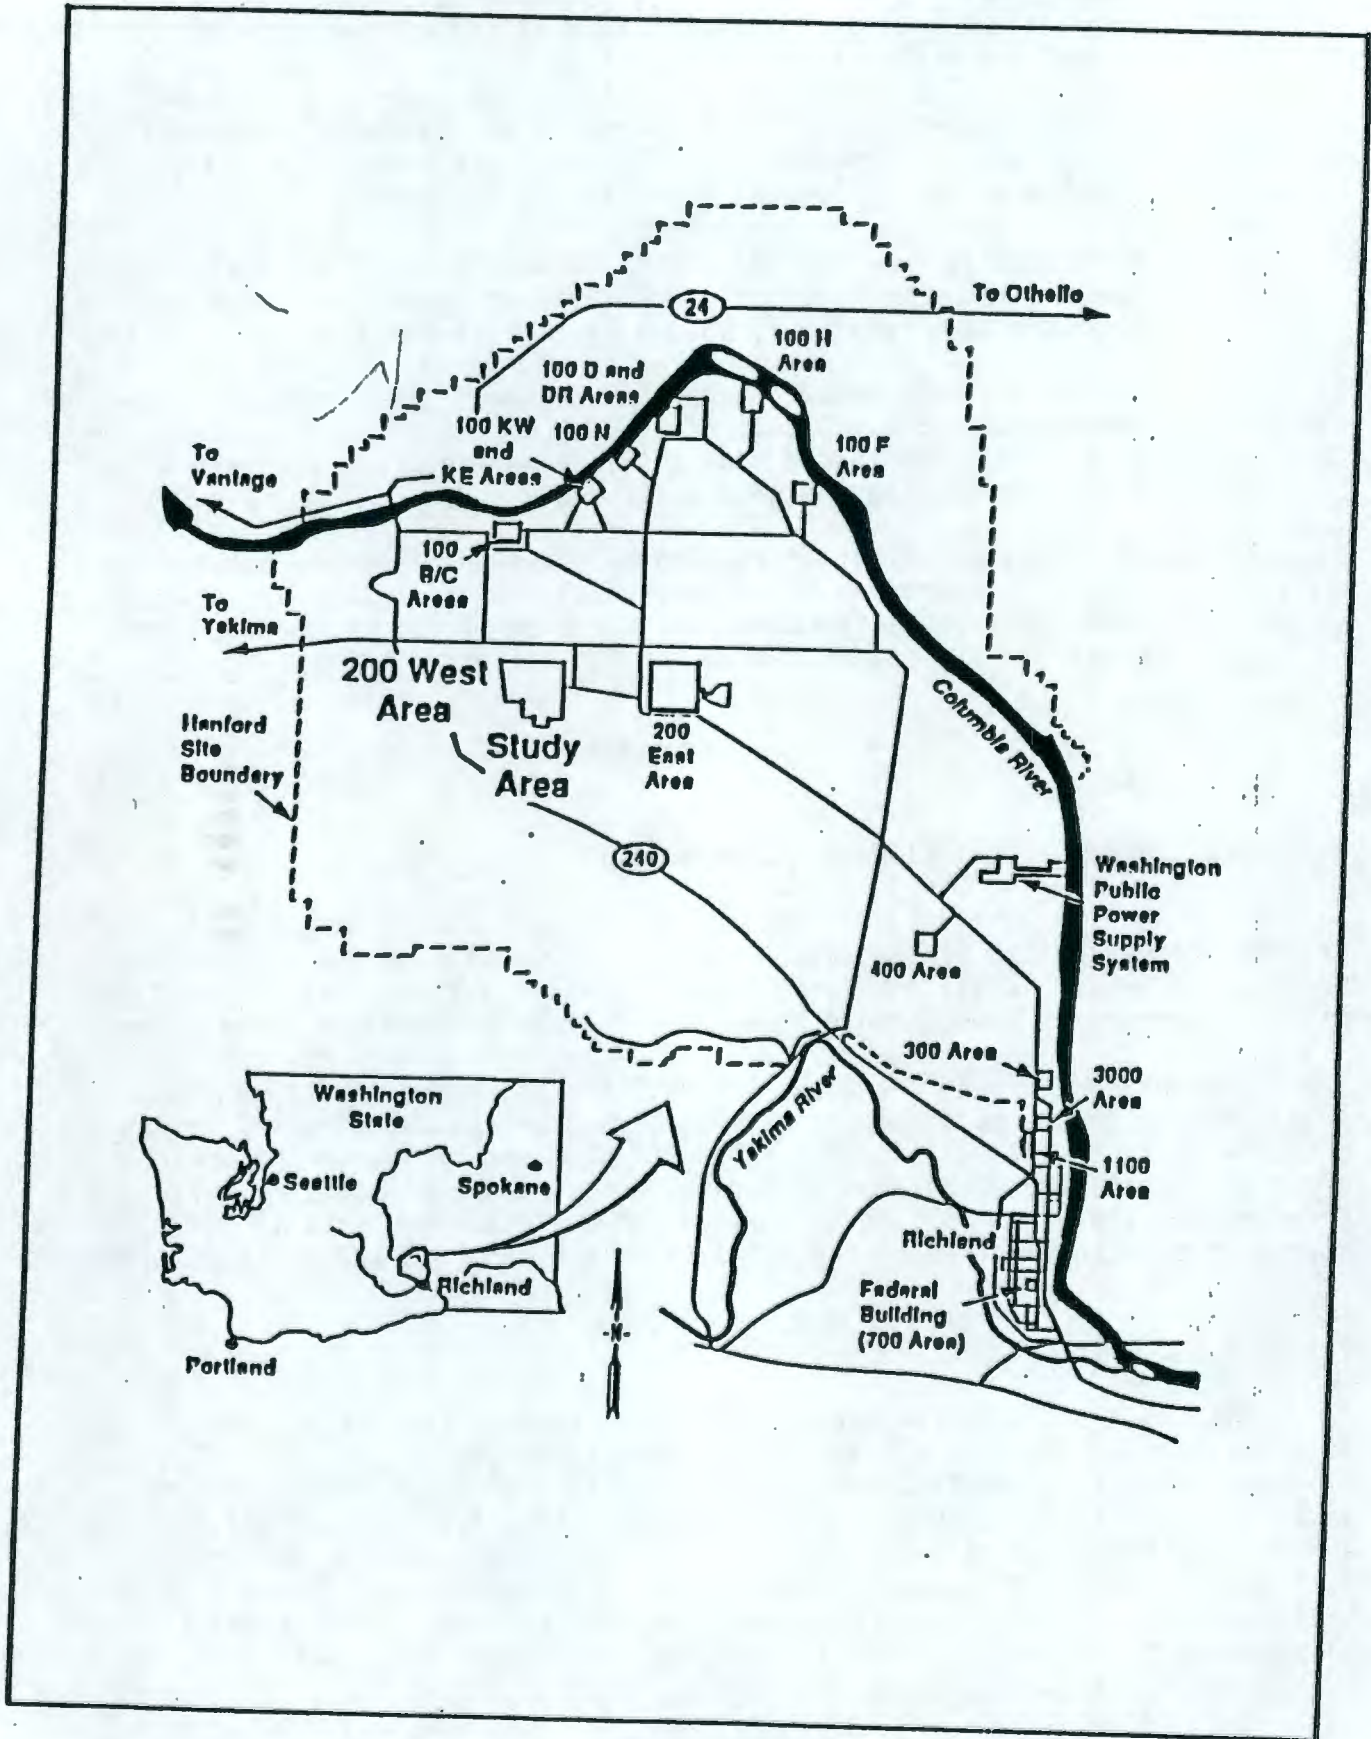 To Othello
24
100 H
Area
100 D and
DR Areas
100 KW
and
KE Areas
100 N
100 F
Area
To
Vantage
100
B/C
Areas
To
Yakima
200 West
Area
Study
Area
200
East
Area
Columbia River
Hanford
Site
Boundary
240
Washington
Public
Power
Supply
System
400 Area
300 Area
3000
Area
Yakima River
1100
Area
Richland
Federal
Building
(700 Area)
Washington
State
Seattle
Spokane
Richland
Portland
N